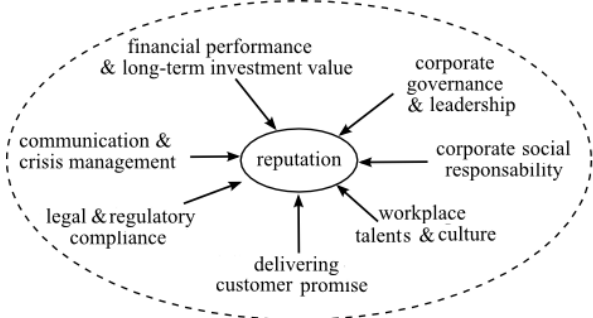 financial performance
& long-term investment value
corporate
governance
& leadership
communication &
crisis management
reputation
corporate social
responsability
legal & regulatory
compliance
workplace
talents & culture
delivering
customer promise